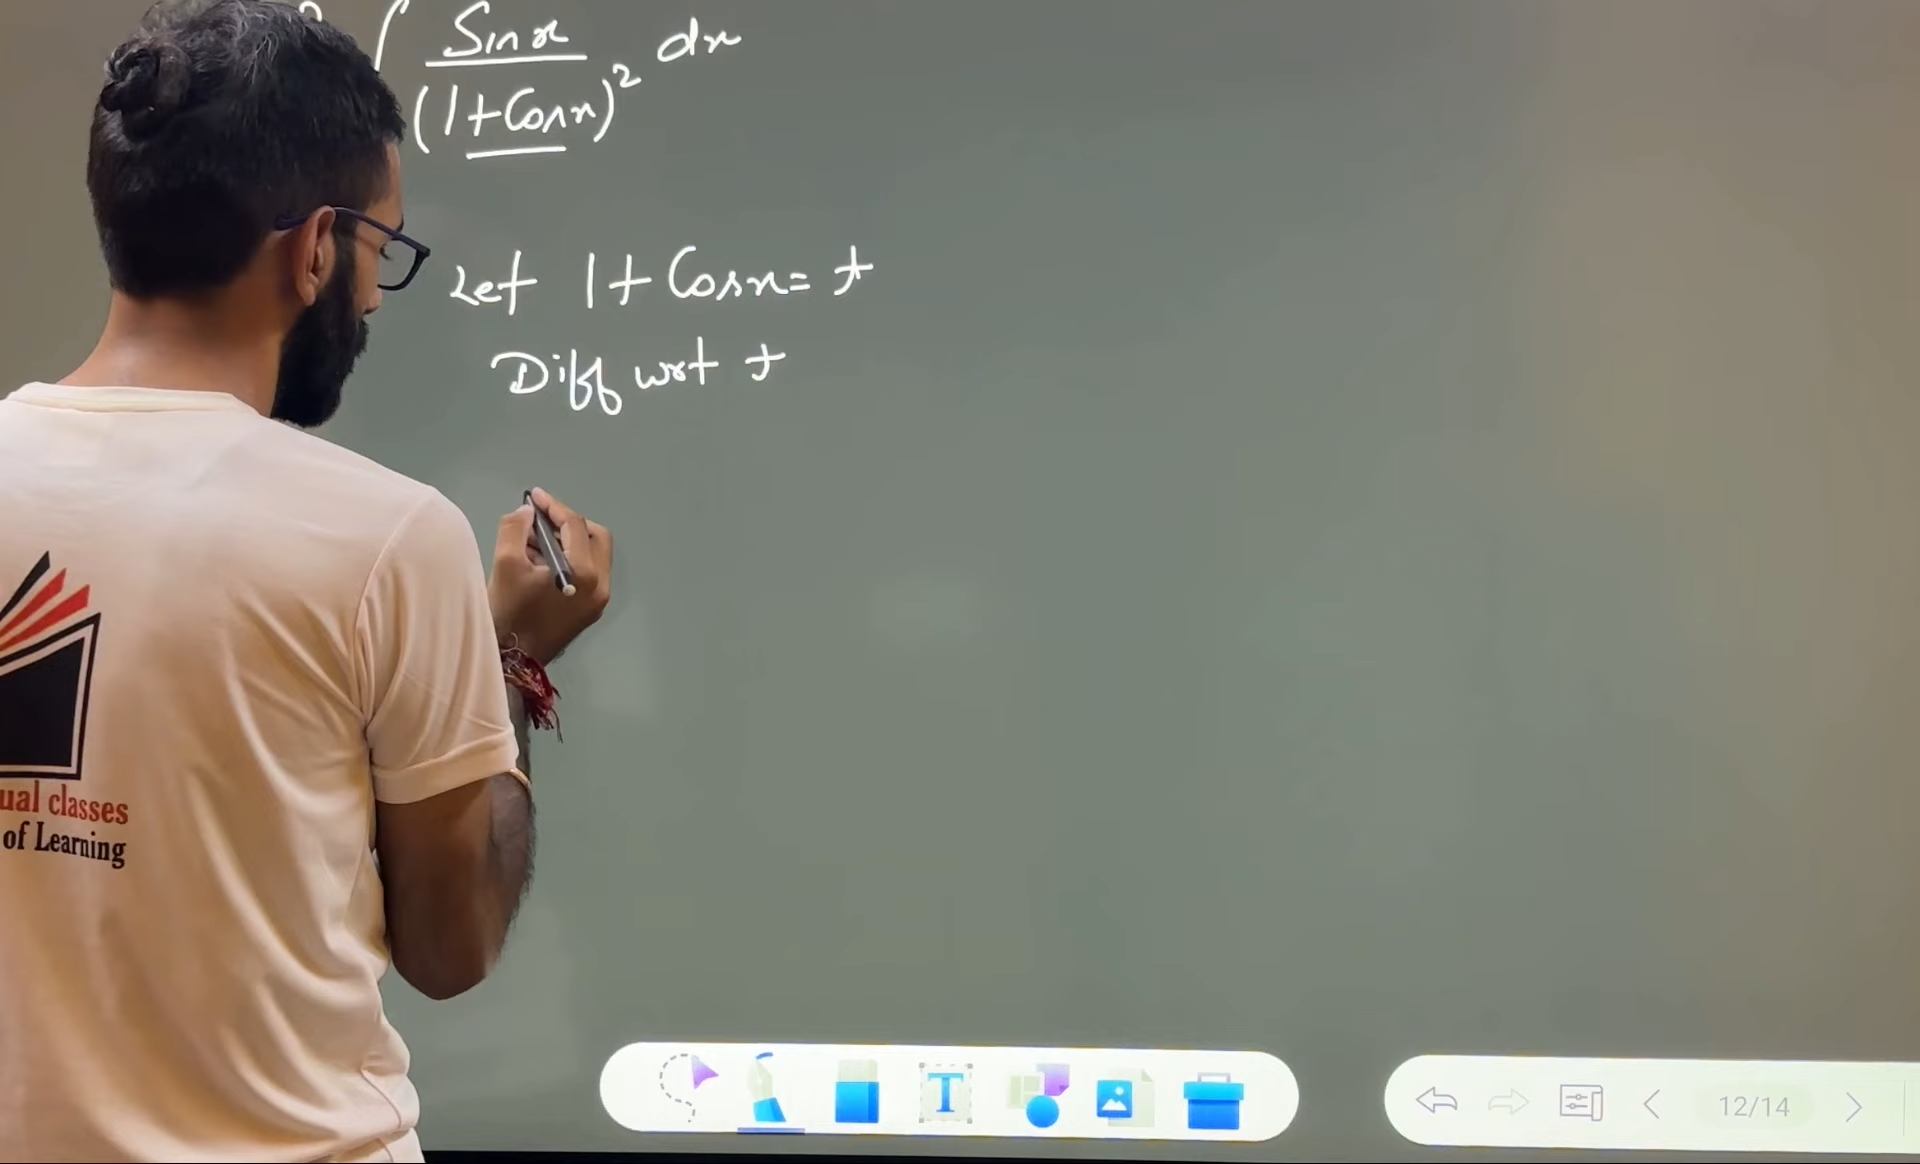 ∫ Sin x / (1+Cos x)² dx
Let 1+Cos x = t
Diff wrt t
ual classes
of Learning
T
12/14